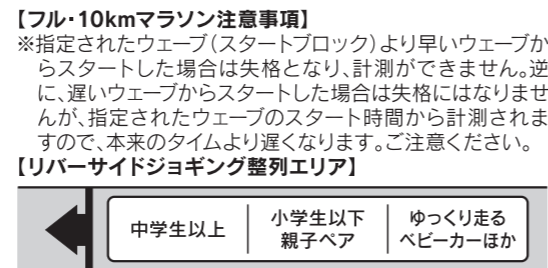 【フル・10kmマラソン注意事項】
※指定されたウェーブ(スタートブロック)より早いウェーブか
らスタートした場合は失格となり、計測ができません。逆
に、遅いウェーブからスタートした場合は失格にはなりませ
んが、指定されたウェーブのスタート時間から計測されま
すので、本来のタイムより遅くなります。ご注意ください。
【リバーサイドジョギング整列エリア】
中学生以上
小学生以下
親子ペア
ゆっくり走る
ベビーカーほか